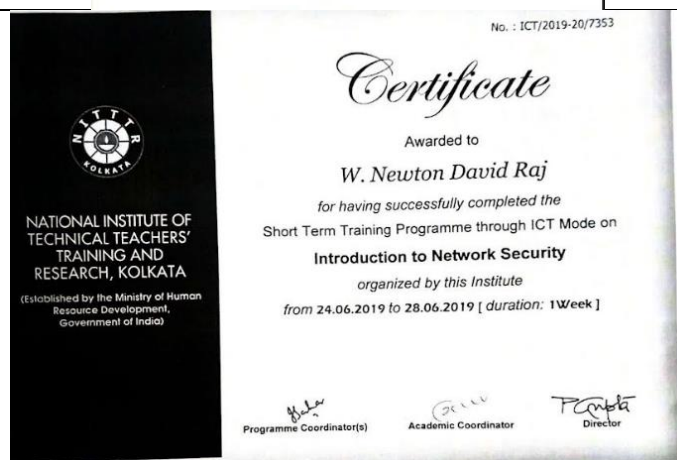 No. : ICT/2019-20/7353
Certificate
Awarded to
W. Newton David Raj
for having successfully completed the
Short Term Training Programme through ICT Mode on
Introduction to Network Security
organized by this Institute
from 24.06.2019 to 28.06.2019 [ duration: 1Week ]
NITTTR
KOLKATA
NATIONAL INSTITUTE OF
TECHNICAL TEACHERS'
TRAINING AND
RESEARCH, KOLKATA
(Established by the Ministry of Human
Resource Development,
Government of India)
Programme Coordinator(s)
Academic Coordinator
PGupta
Director